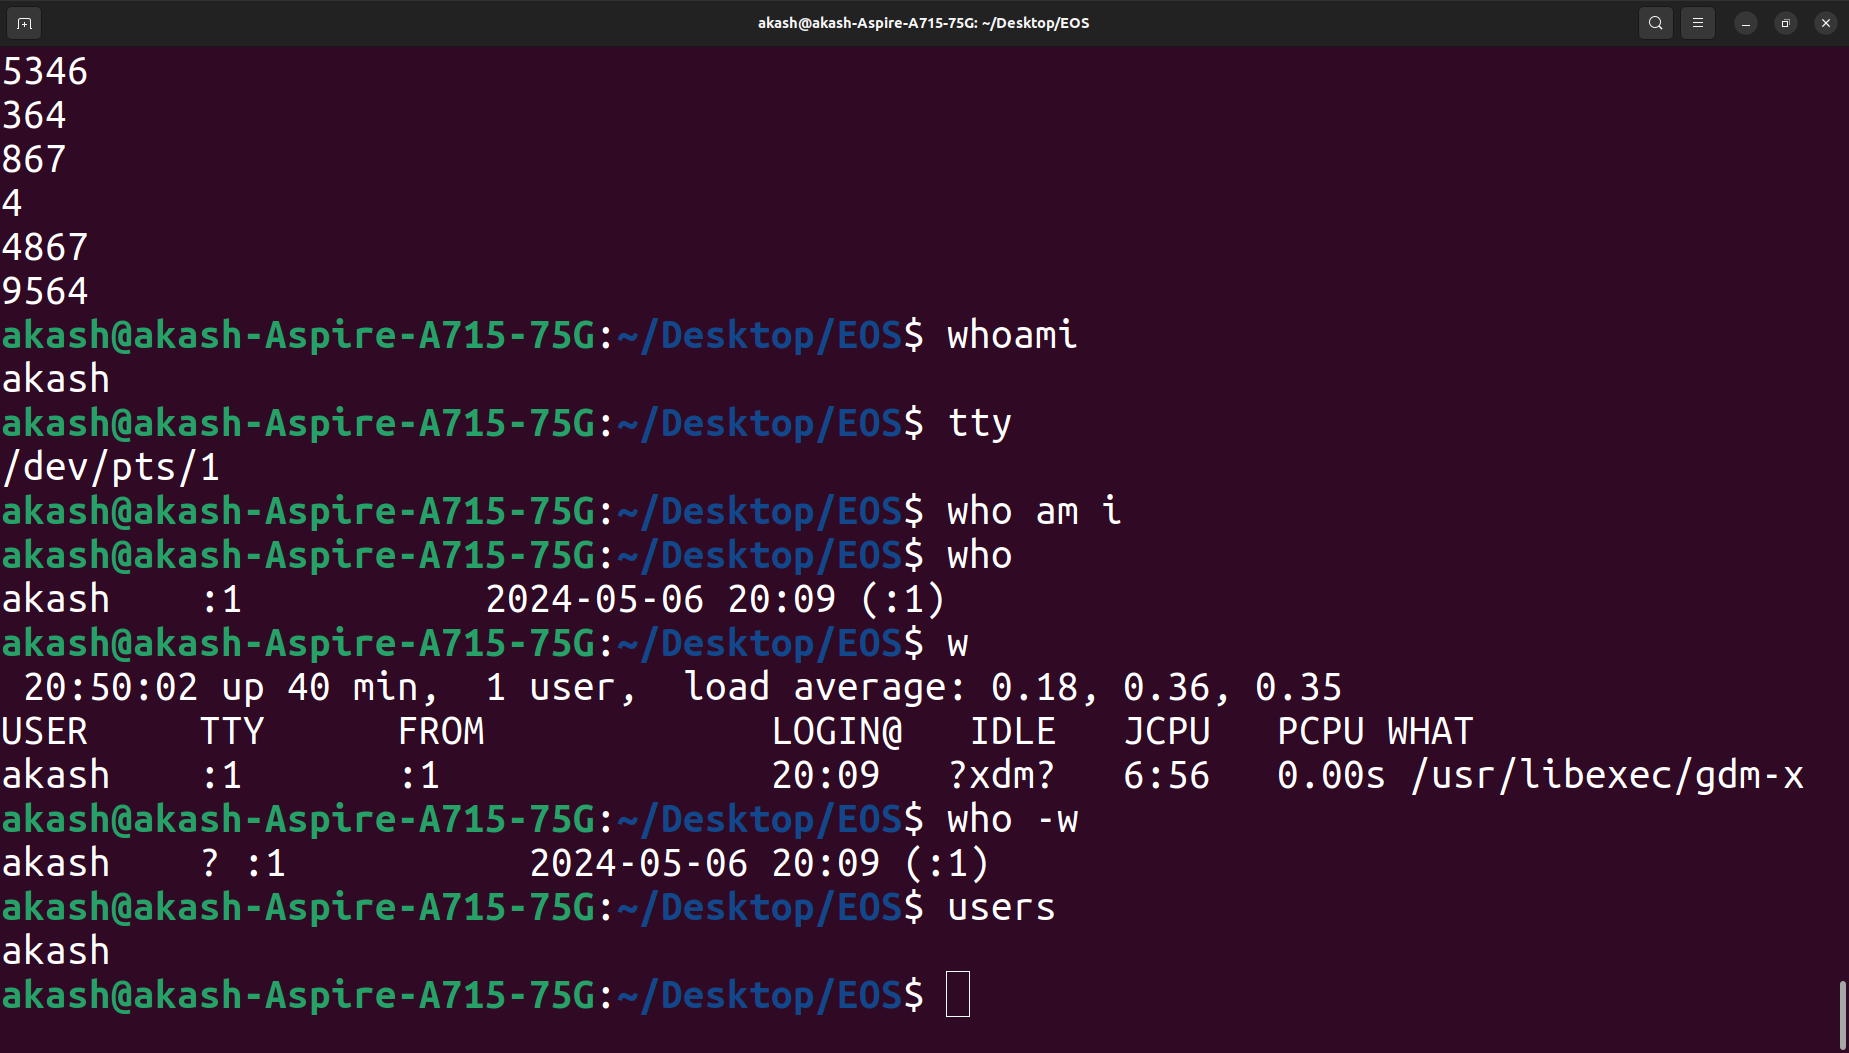 akash@akash-Aspire-A715-75G: ~/Desktop/EOS
5346
364
867
4
4867
9564
akash@akash-Aspire-A715-75G:~/Desktop/EOS$ whoami
akash
akash@akash-Aspire-A715-75G:~/Desktop/EOS$ tty
/dev/pts/1
akash@akash-Aspire-A715-75G:~/Desktop/EOS$ who am i
akash@akash-Aspire-A715-75G:~/Desktop/EOS$ who
akash    :1           2024-05-06 20:09 (:1)
akash@akash-Aspire-A715-75G:~/Desktop/EOS$ w
 20:50:02 up 40 min,  1 user,  load average: 0.18, 0.36, 0.35
USER     TTY      FROM             LOGIN@   IDLE   JCPU   PCPU WHAT
akash    :1       :1               20:09   ?xdm?   6:56   0.00s /usr/libexec/gdm-x
akash@akash-Aspire-A715-75G:~/Desktop/EOS$ who -w
akash    ? :1           2024-05-06 20:09 (:1)
akash@akash-Aspire-A715-75G:~/Desktop/EOS$ users
akash
akash@akash-Aspire-A715-75G:~/Desktop/EOS$